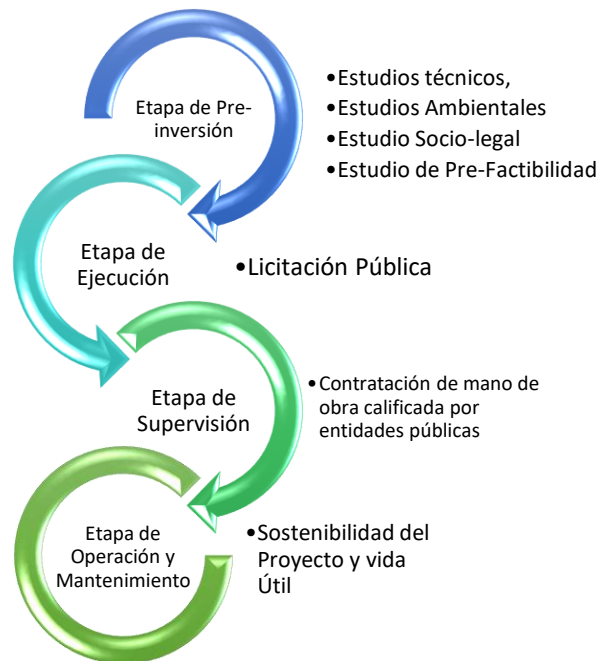 Etapa de Pre-
inversión
•Estudios técnicos,
•Estudios Ambientales
•Estudio Socio-legal
•Estudio de Pre-Factibilidad
Etapa de
Ejecución
•Licitación Pública
Etapa de
Supervisión
•Contratación de mano de
obra calificada por
entidades públicas
Etapa de
Operación y
Mantenimiento
•Sostenibilidad del
Proyecto y vida
Útil